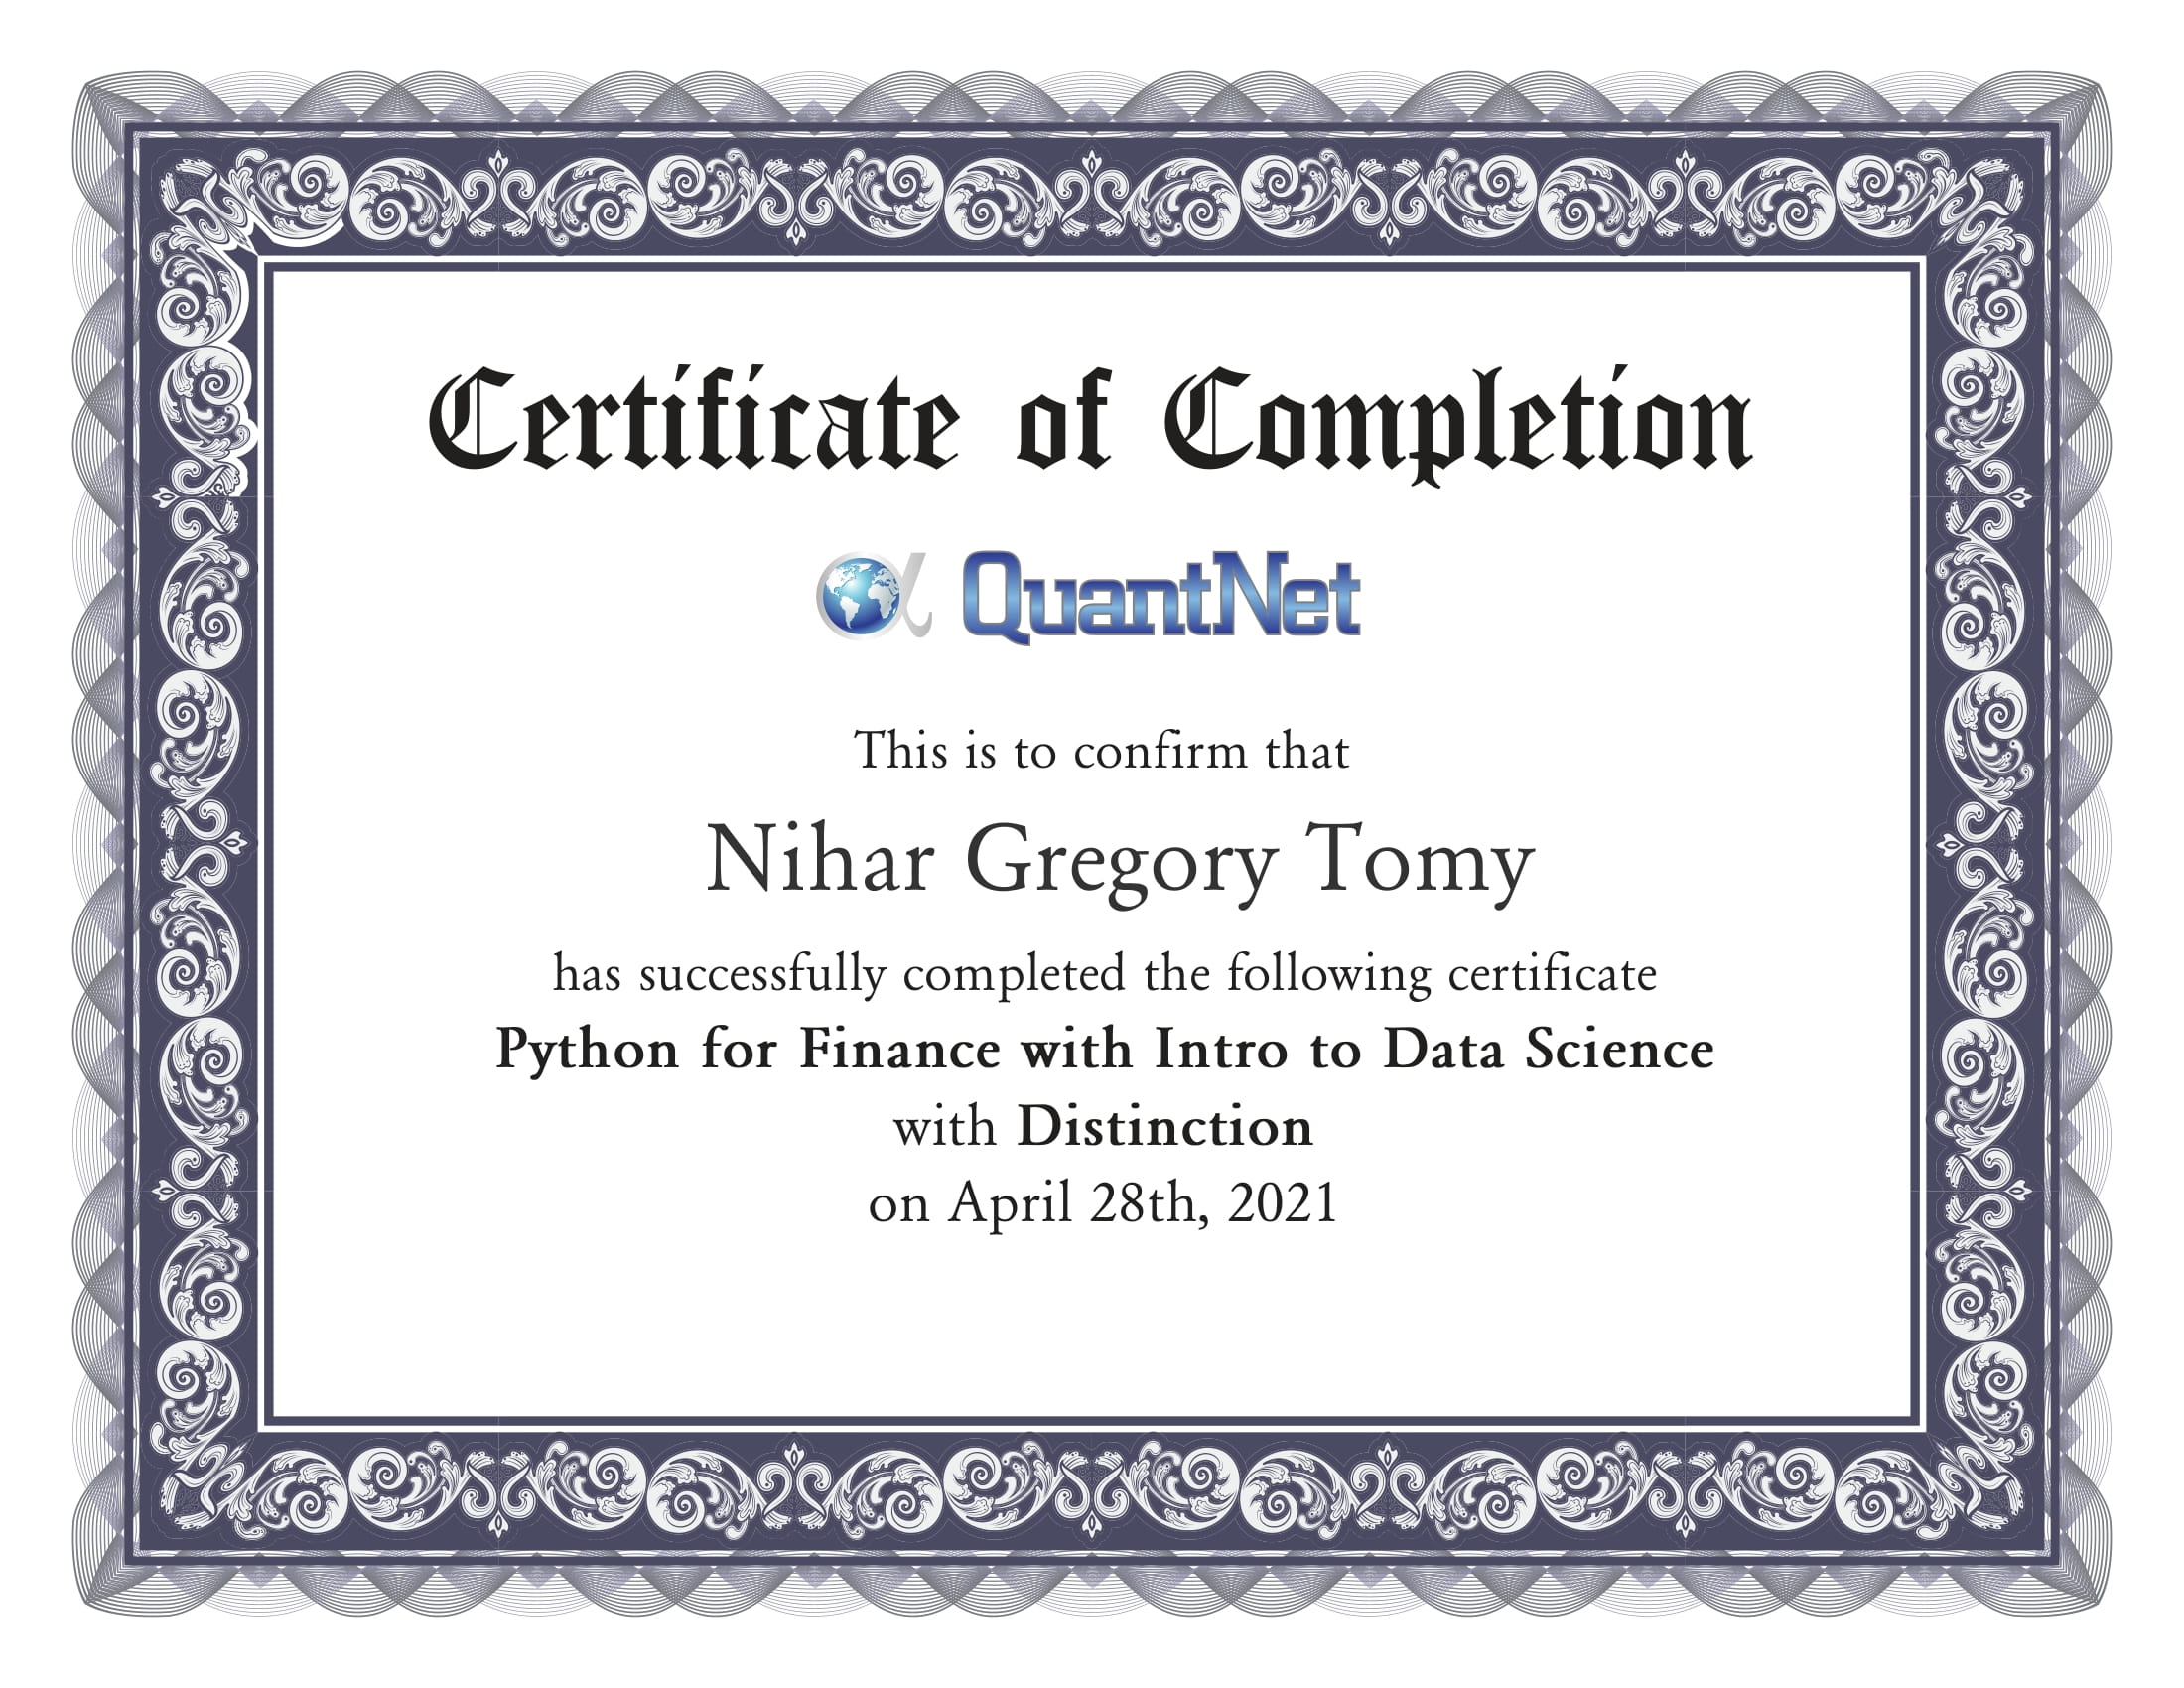 Certificate of Completion
QuantNet
This is to confirm that
Nihar Gregory Tomy
has successfully completed the following certificate
Python for Finance with Intro to Data Science
with Distinction
on April 28th, 2021